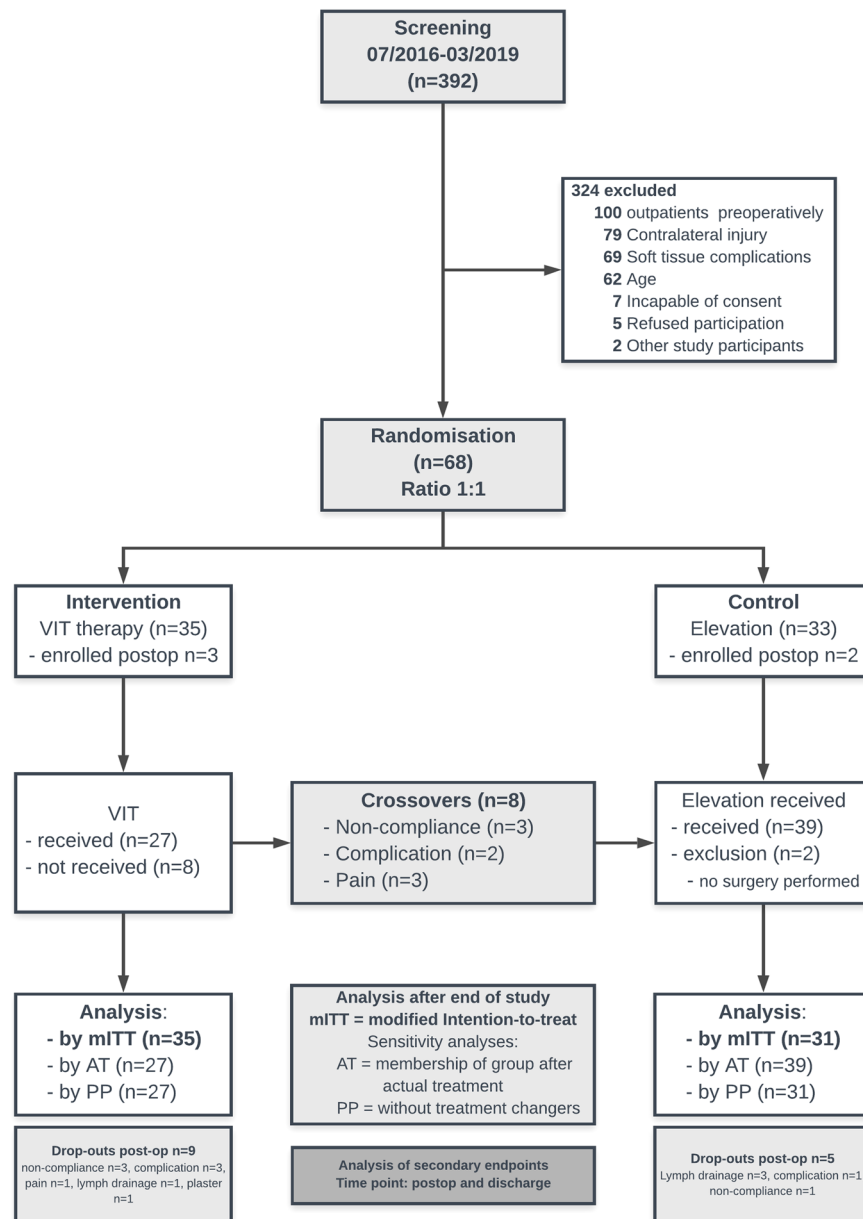 Screening
07/2016-03/2019
(n=392)
324 excluded
100 outpatients preoperatively
79 Contralateral injury
69 Soft tissue complications
62 Age
7 Incapable of consent
5 Refused participation
2 Other study participants
Randomisation
(n=68)
Ratio 1:1
Intervention
VIT therapy (n=35)
- enrolled postop n=3
Control
Elevation (n=33)
- enrolled postop n=2
VIT
- received (n=27)
- not received (n=8)
Crossovers (n=8)
- Non-compliance (n=3)
- Complication (n=2)
- Pain (n=3)
Elevation received
- received (n=39)
- exclusion (n=2)
- no surgery performed
Analysis:
- by mITT (n=35)
- by AT (n=27)
- by PP (n=27)
Analysis after end of study
mITT = modified Intention-to-treat
Sensitivity analyses:
AT = membership of group after
actual treatment
PP = without treatment changers
Analysis:
- by mITT (n=31)
- by AT (n=39)
- by PP (n=31)
Drop-outs post-op n=9
non-compliance n=3, complication n=3,
pain n=1, lymph drainage n=1, plaster
n=1
Analysis of secondary endpoints
Time point: postop and discharge
Drop-outs post-op n=5
Lymph drainage n=3, complication n=1
non-compliance n=1